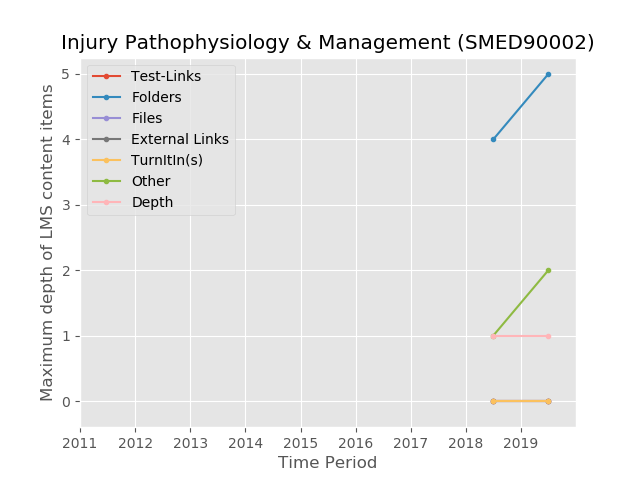 Injury Pathophysiology & Management (SMED90002)
Maximum depth of LMS content items
5
4
3
2
1
0
Test-Links
Folders
Files
External Links
TurnItIn(s)
Other
Depth
2011 2012 2013 2014 2015 2016 2017 2018 2019
Time Period